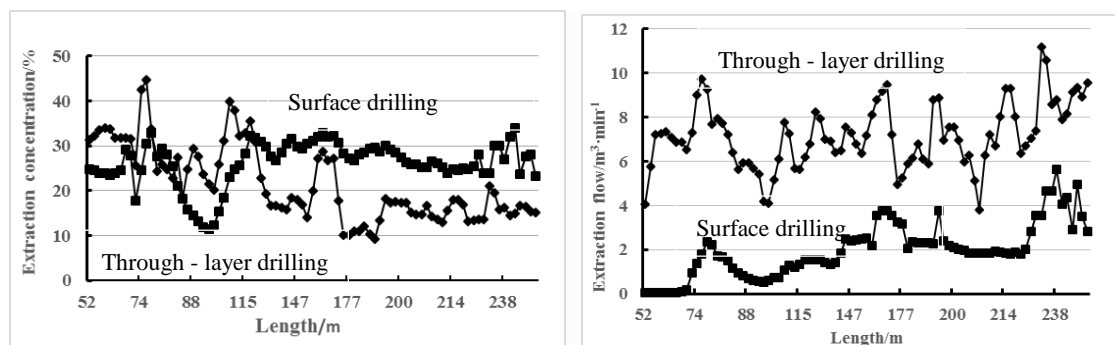 Extraction concentration/%
50
40
30
20
10
0
Surface drilling
Through - layer drilling
52 74 88 115 147 177 200 214 238
Length/m
Extraction flow/m³·min⁻¹
12
10
8
6
4
2
0
Through - layer drilling
Surface drilling
52 74 88 115 147 177 200 214 238
Length/m